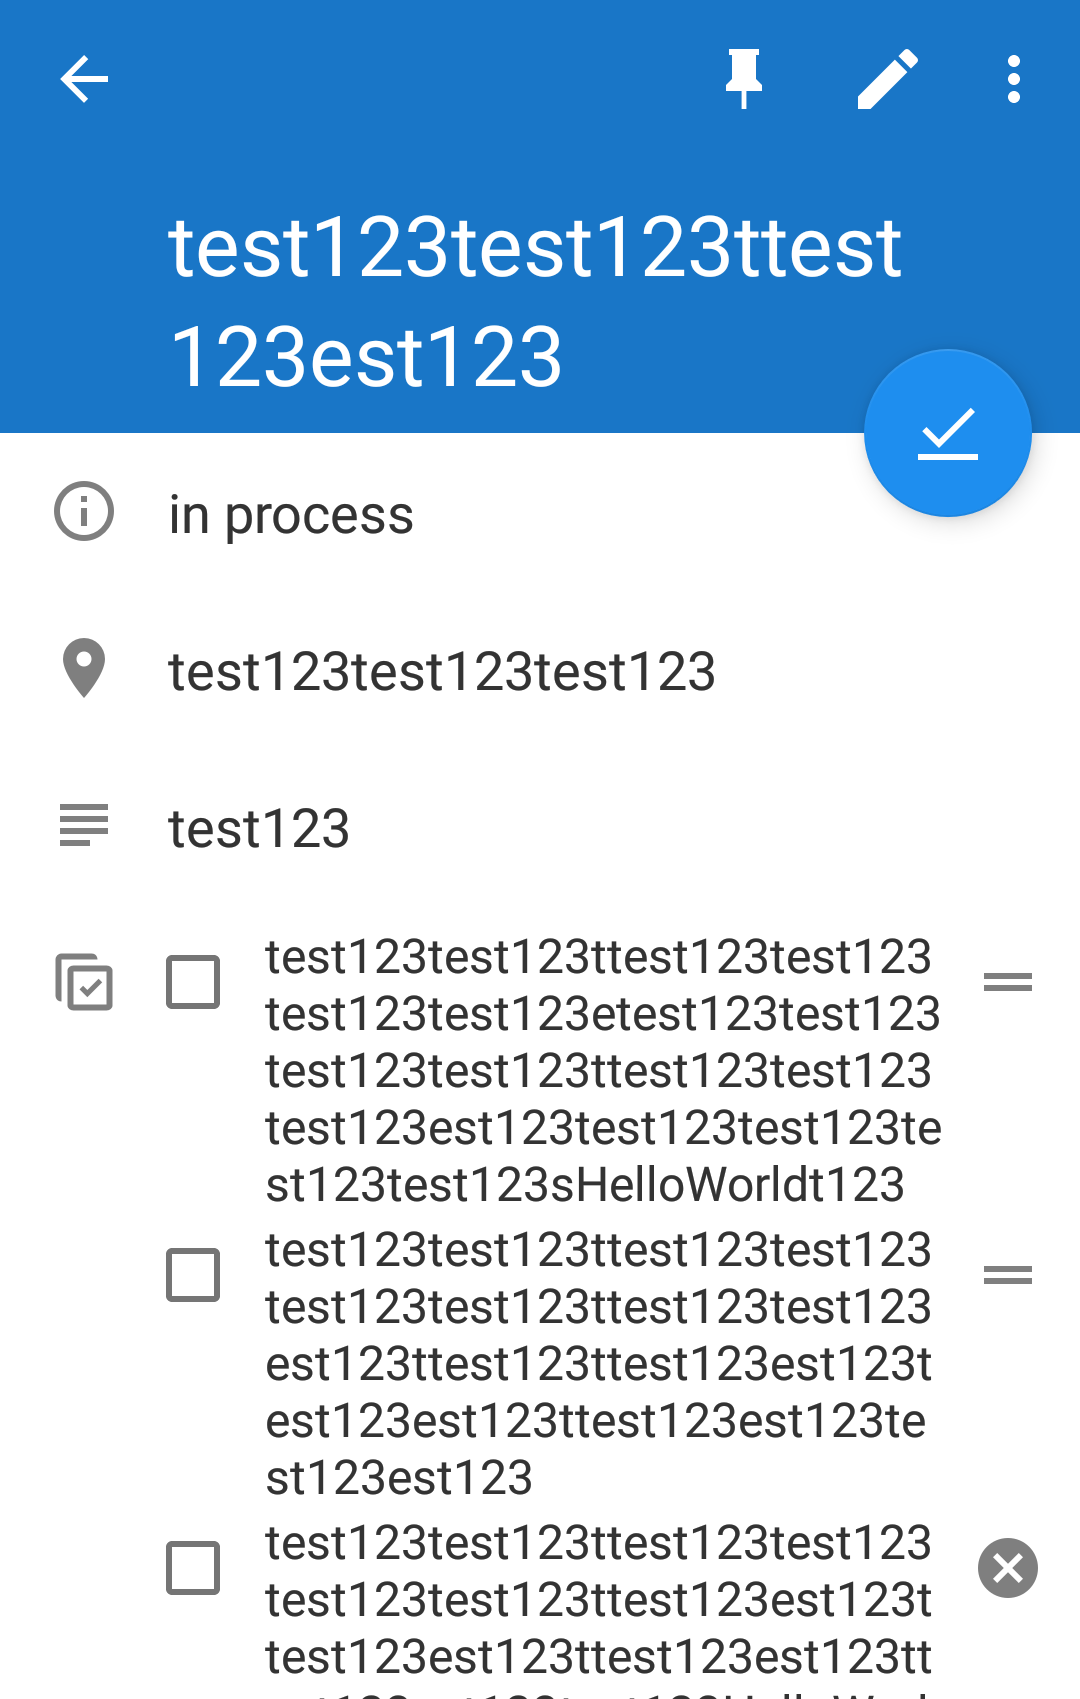 test123test123ttest
123est123
in process
test123test123test123
test123
test123test123ttest123test123
test123test123etest123test123
test123test123ttest123test123
test123est123test123test123te
st123test123sHelloWorldt123
test123test123ttest123test123
test123test123ttest123test123
est123ttest123ttest123est123t
est123est123ttest123est123te
st123est123
test123test123ttest123test123
test123test123ttest123est123t
test123est123ttest123est123tt